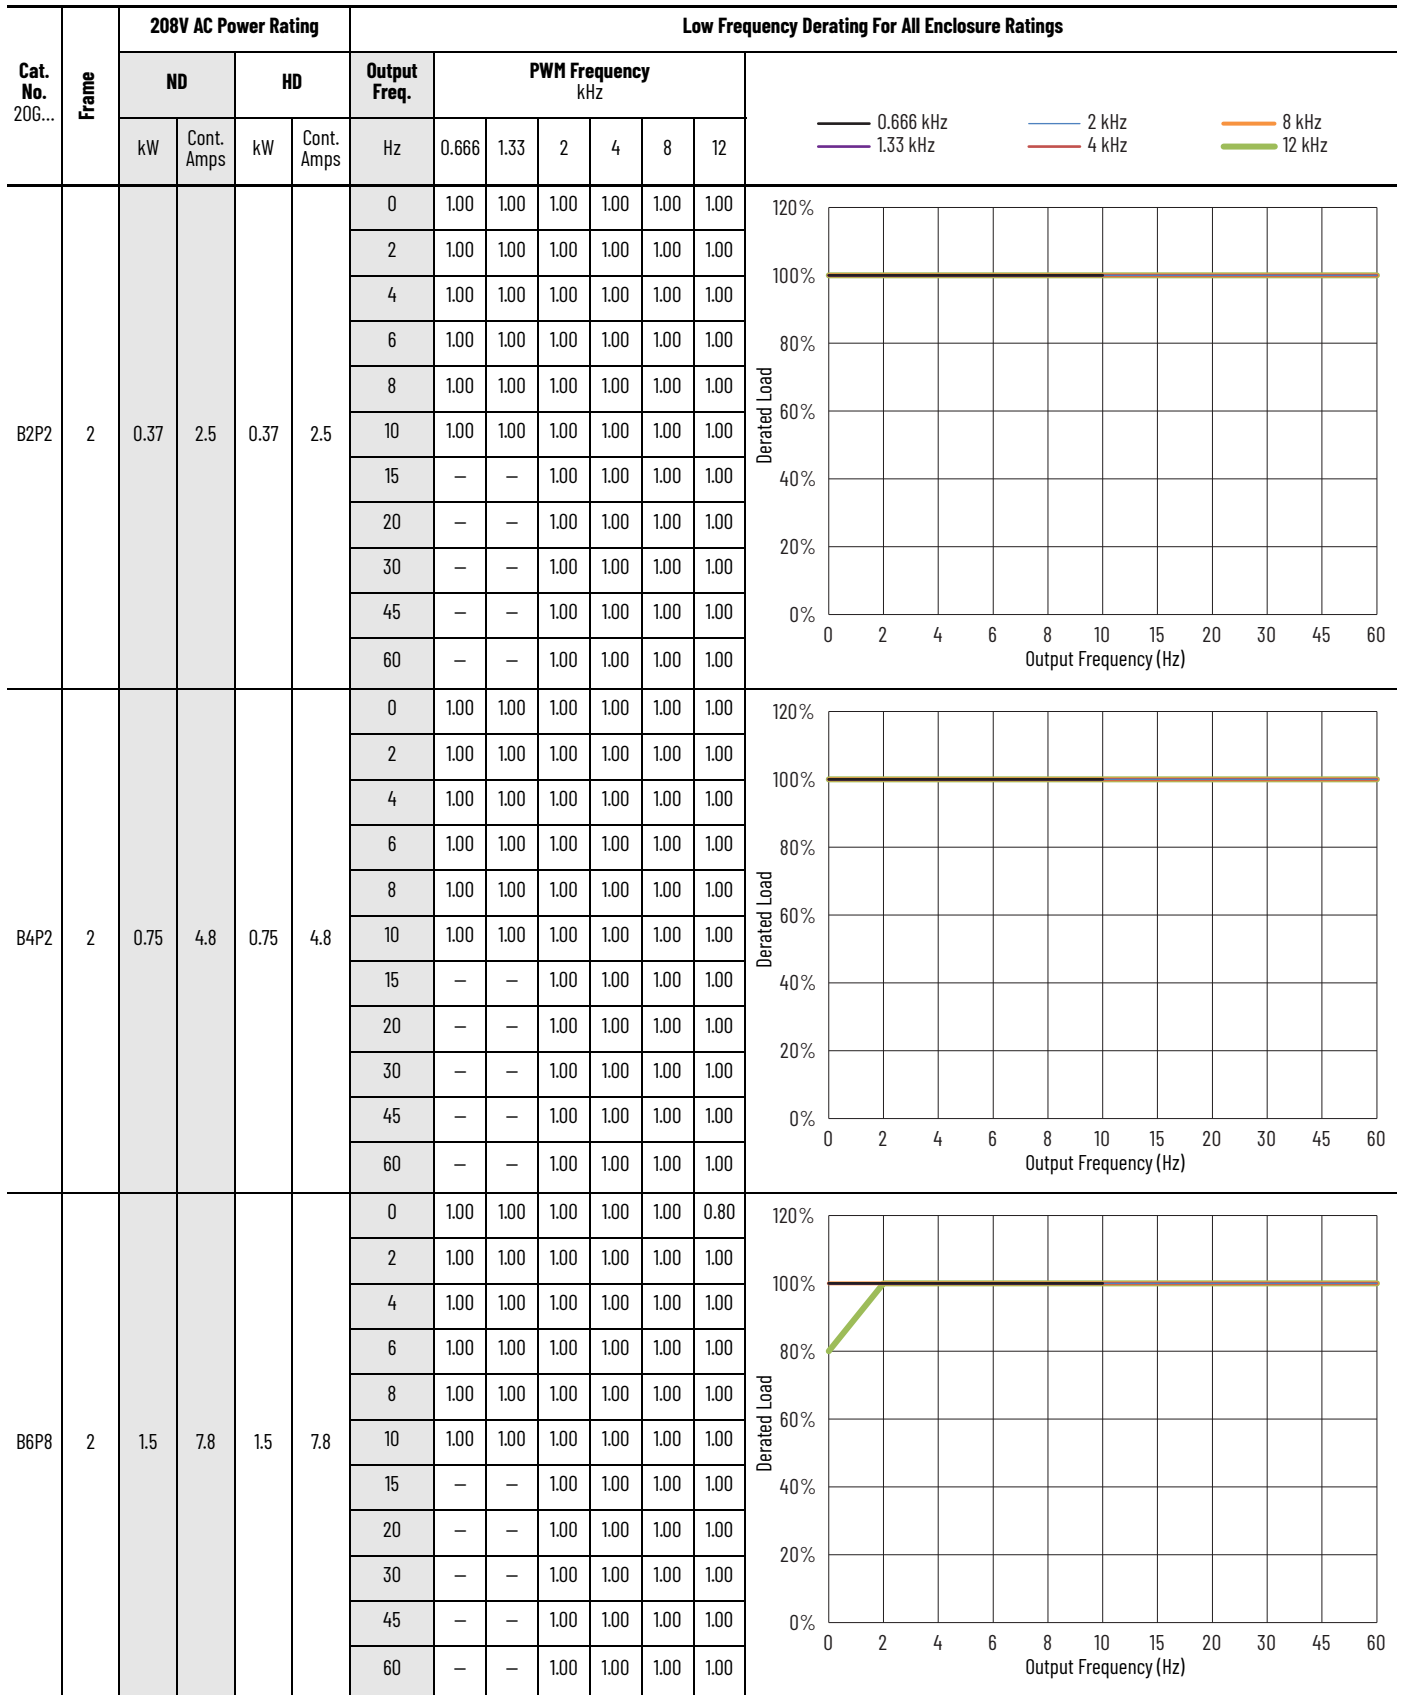 208V AC Power Rating Low Frequency Derating For All Enclosure Ratings
Cat. No. 20G... Frame ND HD Output Freq. PWM Frequency kHz
kW Cont. Amps kW Cont. Amps Hz 0.666 1.33 2 4 8 12
0.666 kHz 2 kHz 8 kHz
1.33 kHz 4 kHz 12 kHz
B2P2 2 0.37 2.5 0.37 2.5
0 1.00 1.00 1.00 1.00 1.00 1.00
2 1.00 1.00 1.00 1.00 1.00 1.00
4 1.00 1.00 1.00 1.00 1.00 1.00
6 1.00 1.00 1.00 1.00 1.00 1.00
8 1.00 1.00 1.00 1.00 1.00 1.00
10 1.00 1.00 1.00 1.00 1.00 1.00
15 – – 1.00 1.00 1.00 1.00
20 – – 1.00 1.00 1.00 1.00
30 – – 1.00 1.00 1.00 1.00
45 – – 1.00 1.00 1.00 1.00
60 – – 1.00 1.00 1.00 1.00
120%
100%
80%
60%
40%
20%
0%
Derated Load
0 2 4 6 8 10 15 20 30 45 60
Output Frequency (Hz)
B4P2 2 0.75 4.8 0.75 4.8
0 1.00 1.00 1.00 1.00 1.00 1.00
2 1.00 1.00 1.00 1.00 1.00 1.00
4 1.00 1.00 1.00 1.00 1.00 1.00
6 1.00 1.00 1.00 1.00 1.00 1.00
8 1.00 1.00 1.00 1.00 1.00 1.00
10 1.00 1.00 1.00 1.00 1.00 1.00
15 – – 1.00 1.00 1.00 1.00
20 – – 1.00 1.00 1.00 1.00
30 – – 1.00 1.00 1.00 1.00
45 – – 1.00 1.00 1.00 1.00
60 – – 1.00 1.00 1.00 1.00
120%
100%
80%
60%
40%
20%
0%
Derated Load
0 2 4 6 8 10 15 20 30 45 60
Output Frequency (Hz)
B6P8 2 1.5 7.8 1.5 7.8
0 1.00 1.00 1.00 1.00 1.00 0.80
2 1.00 1.00 1.00 1.00 1.00 1.00
4 1.00 1.00 1.00 1.00 1.00 1.00
6 1.00 1.00 1.00 1.00 1.00 1.00
8 1.00 1.00 1.00 1.00 1.00 1.00
10 1.00 1.00 1.00 1.00 1.00 1.00
15 – – 1.00 1.00 1.00 1.00
20 – – 1.00 1.00 1.00 1.00
30 – – 1.00 1.00 1.00 1.00
45 – – 1.00 1.00 1.00 1.00
60 – – 1.00 1.00 1.00 1.00
120%
100%
80%
60%
40%
20%
0%
Derated Load
0 2 4 6 8 10 15 20 30 45 60
Output Frequency (Hz)